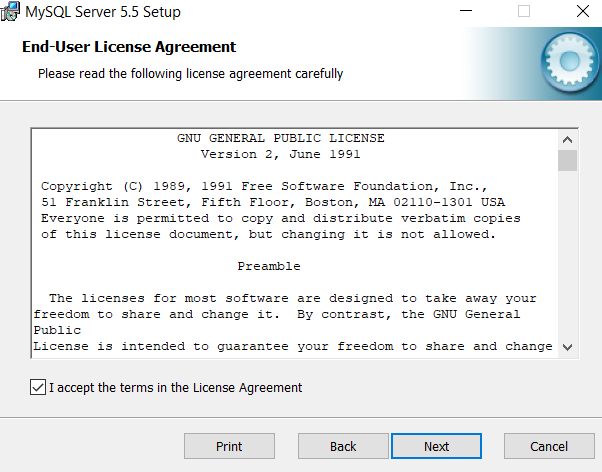 MySQL Server 5.5 Setup
End-User License Agreement
Please read the following license agreement carefully
GNU GENERAL PUBLIC LICENSE
Version 2, June 1991
Copyright (C) 1989, 1991 Free Software Foundation, Inc.,
51 Franklin Street, Fifth Floor, Boston, MA 02110-1301 USA
Everyone is permitted to copy and distribute verbatim copies
of this license document, but changing it is not allowed.
Preamble
The licenses for most software are designed to take away your
freedom to share and change it.  By contrast, the GNU General
Public
License is intended to guarantee your freedom to share and change
I accept the terms in the License Agreement
Print Back Next Cancel